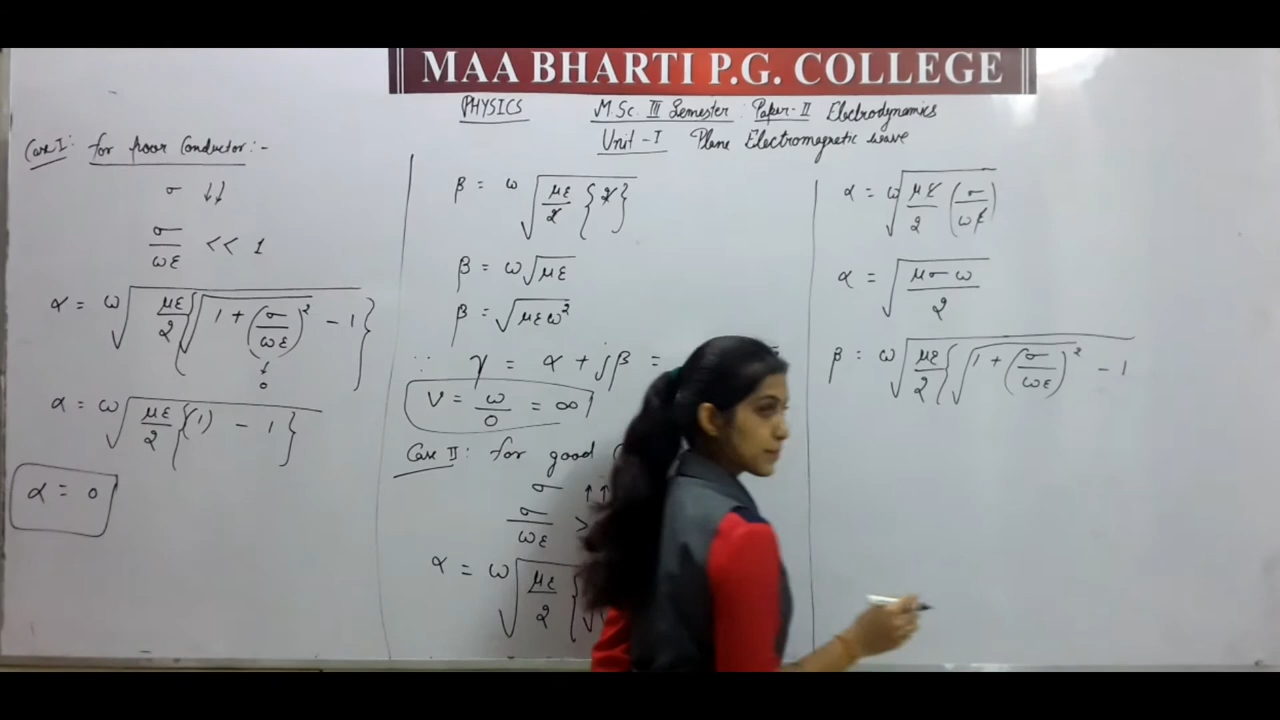 MAA BHARTI P.G. COLLEGE
PHYSICS M.Sc. III Semester : Paper-II Electrodynamics
Unit-I Plane Electromagnetic wave
Case I: for poor Conductor:-
σ ↓↓
σ/ωε << 1
α = ω√(με/2 {√(1 + (σ/ωε)²) - 1})
↓
0
α = ω√(με/2 {(1) - 1})
α = 0
β = ω√(με/2 {2})
β = ω√(με)
β = √(μεω²)
∵ γ = α + jβ =
v = ω/0 = ∞
Case II: for good
σ ↑↑
σ/ωε >
α = ω√(με/2 {√
α = ω√(με/2 (σ/ωε))
α = √(μσω/2)
β = ω√(με/2 {√(1 + (σ/ωε)²) - 1